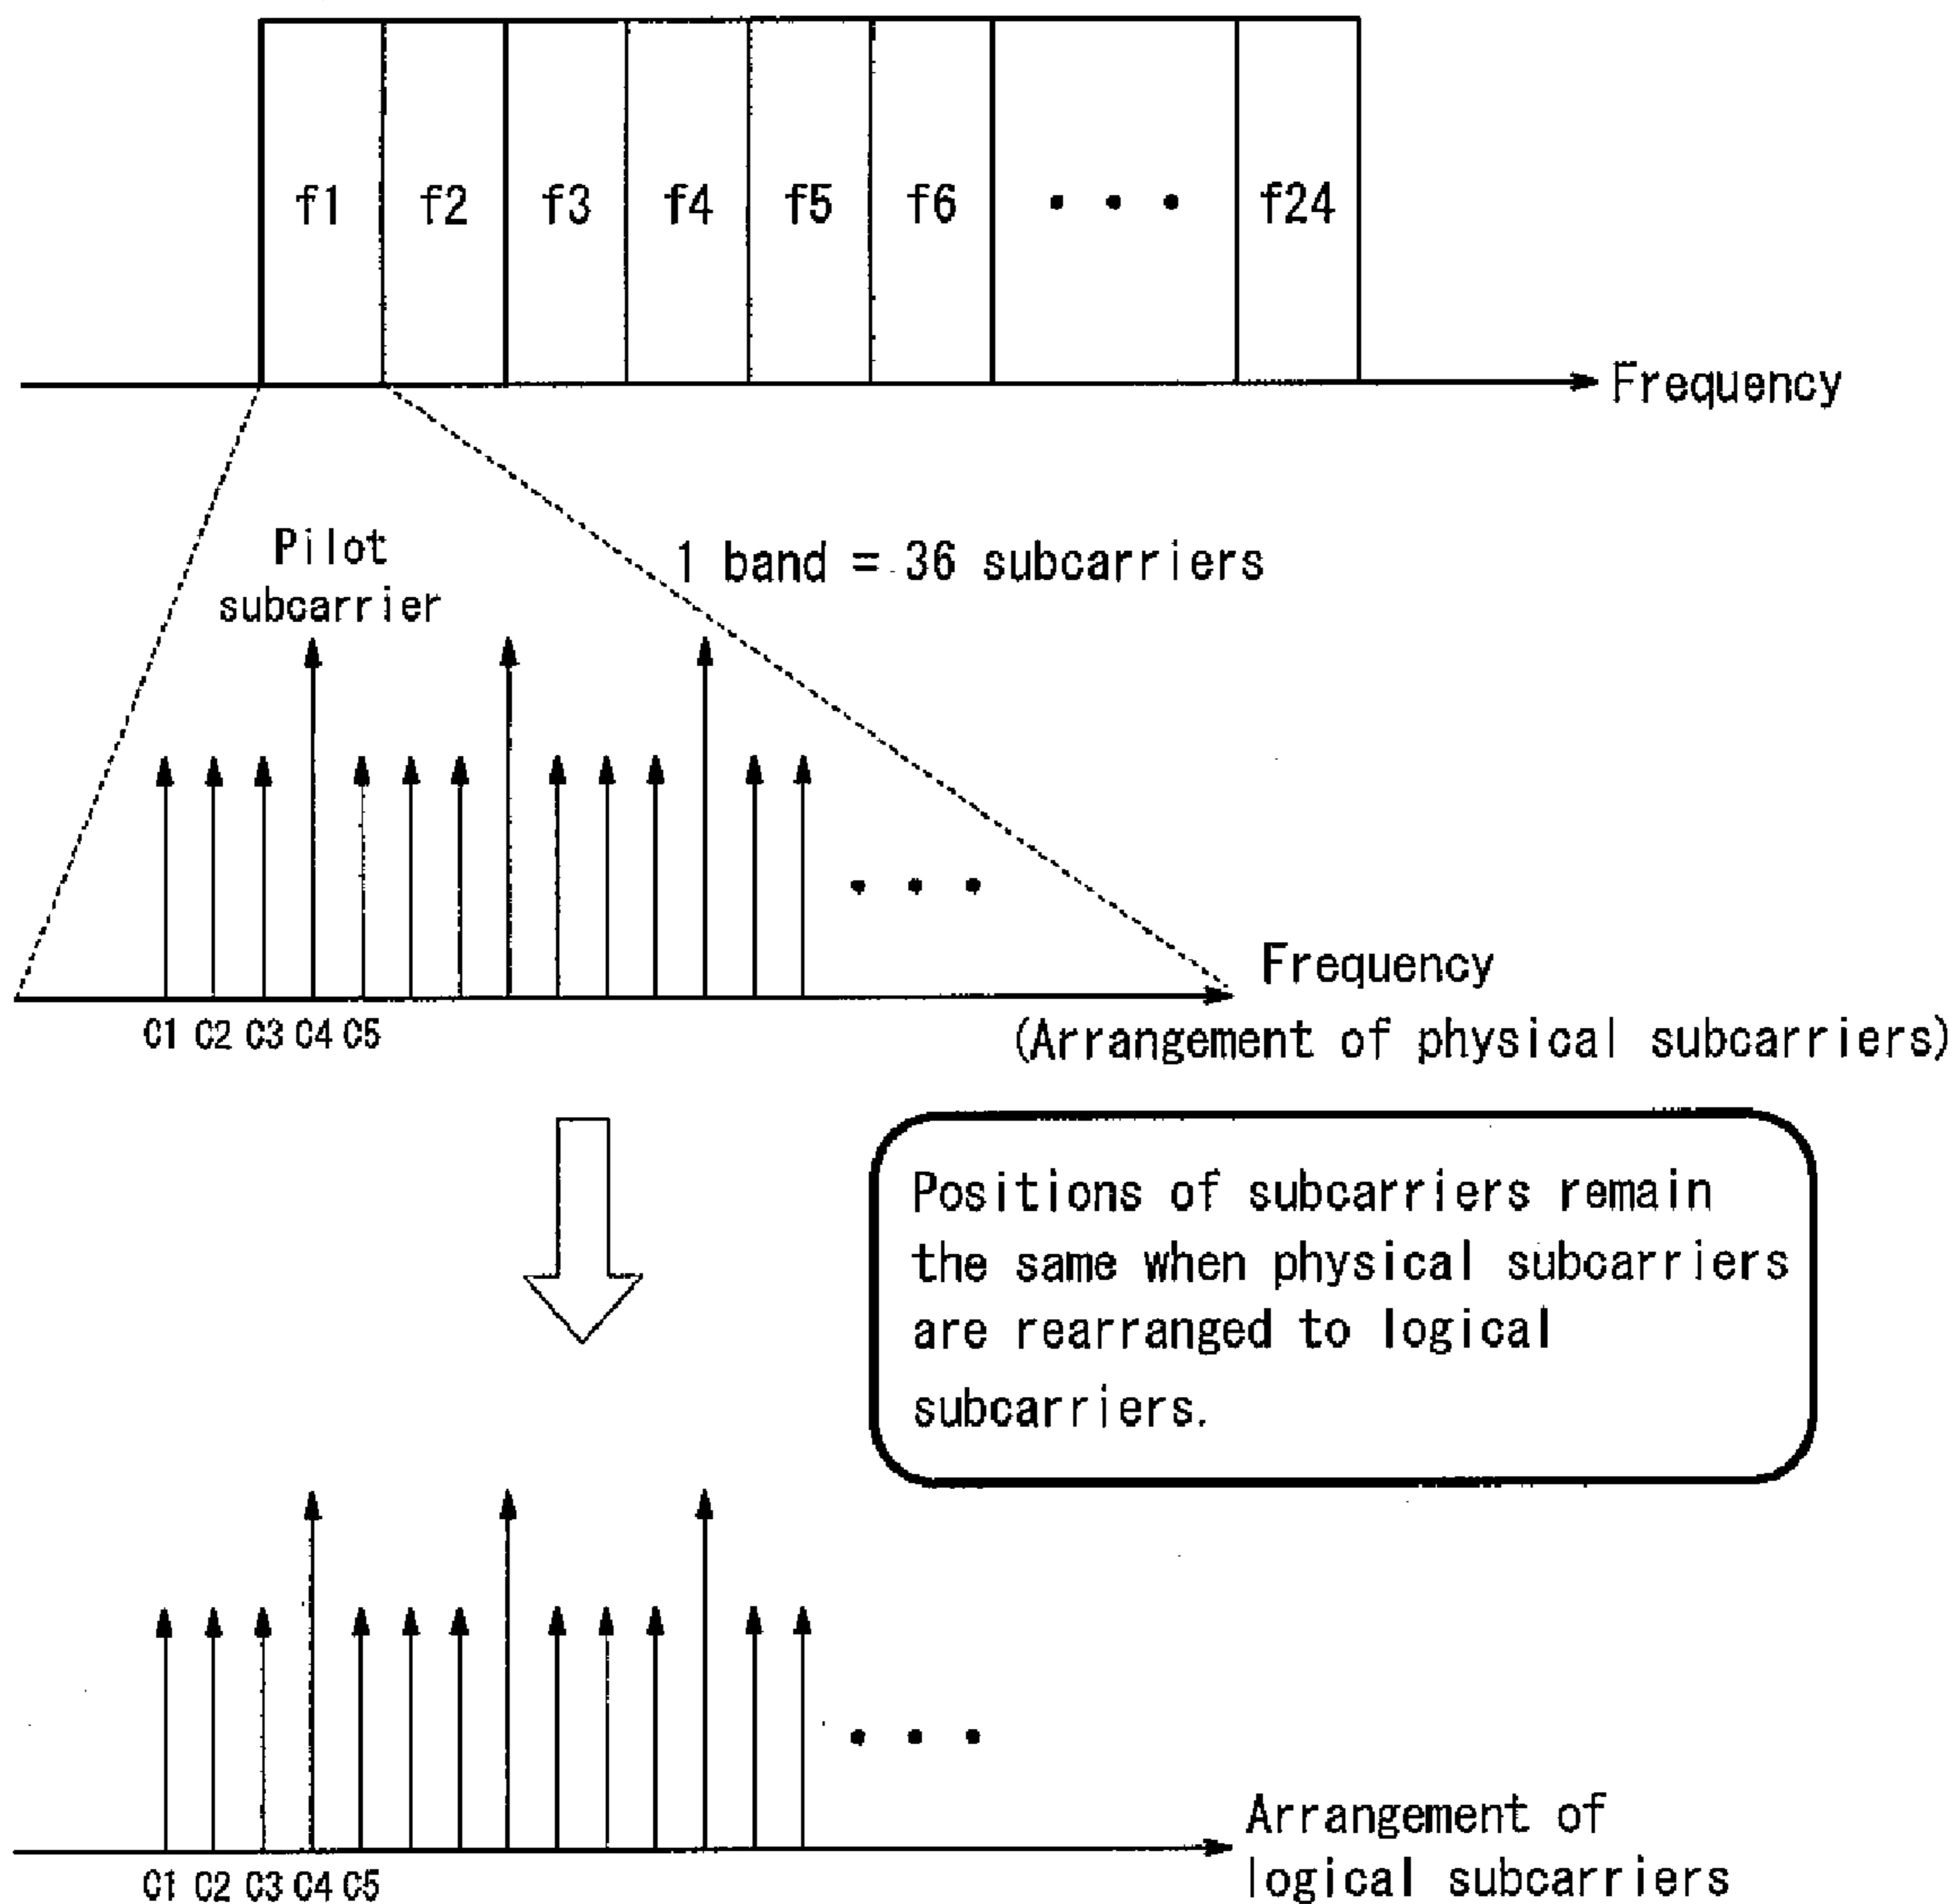 f1 f2 f3 f4 f5 f6 • • • f24
Frequency
Pilot
subcarrier
1 band = 36 subcarriers
• • •
Frequency
(Arrangement of physical subcarriers)
C1 C2 C3 C4 C5
Positions of subcarriers remain
the same when physical subcarriers
are rearranged to logical
subcarriers.
• • •
Arrangement of
logical subcarriers
C1 C2 C3 C4 C5